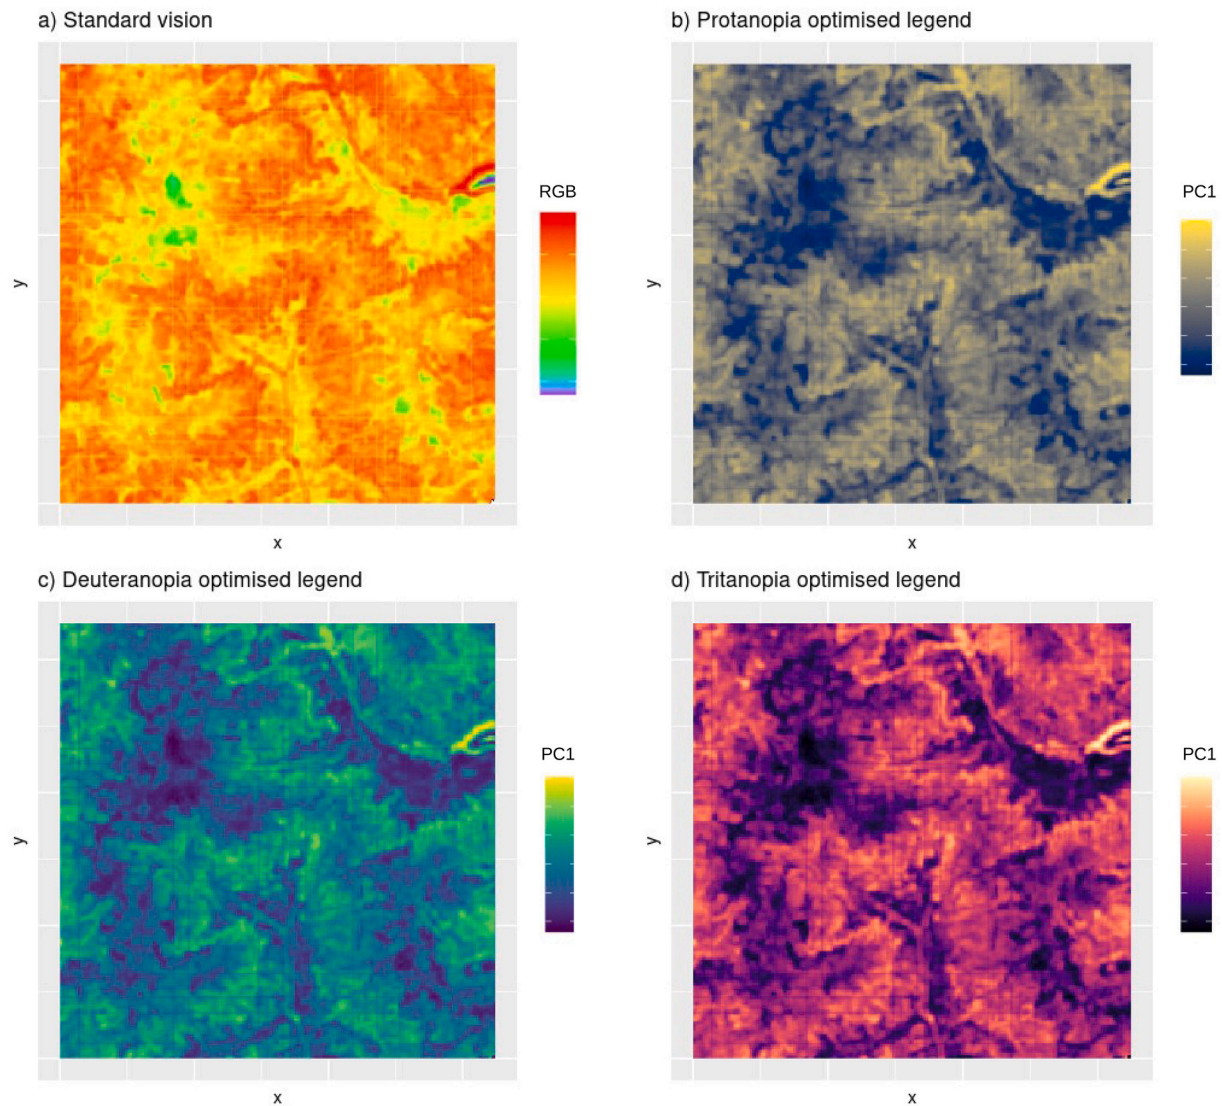 a) Standard vision
b) Protanopia optimised legend
RGB
PC1
y
y
x
x
c) Deuteranopia optimised legend
d) Tritanopia optimised legend
PC1
PC1
y
y
x
x